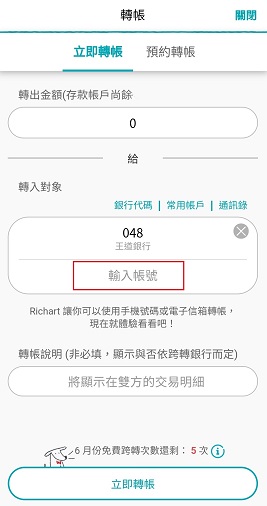 轉帳
關閉
立即轉帳
預約轉帳
轉出金額(存款帳戶尚餘
0
給
轉入對象
銀行代碼 | 常用帳戶 | 通訊錄
048
王道銀行
輸入帳號
Richart 讓你可以使用手機號碼或電子信箱轉帳，
現在就體驗看看吧！
轉帳說明 (非必填，顯示與否依跨轉銀行而定)
將顯示在雙方的交易明細
6 月份免費跨轉次數還剩： 5 次
立即轉帳